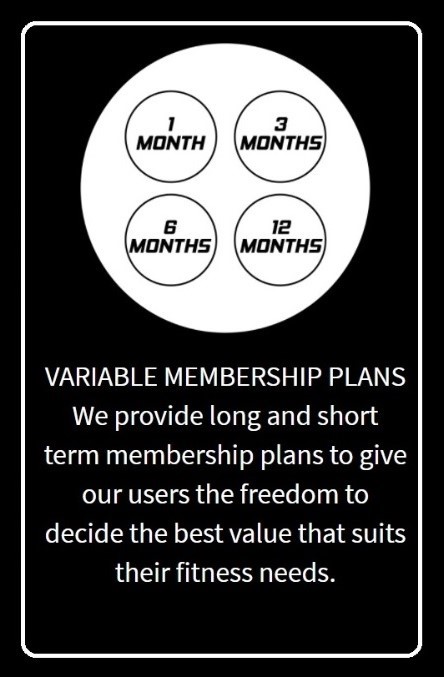 1
MONTH
3
MONTHS
6
MONTHS
12
MONTHS
VARIABLE MEMBERSHIP PLANS
We provide long and short
term membership plans to give
our users the freedom to
decide the best value that suits
their fitness needs.